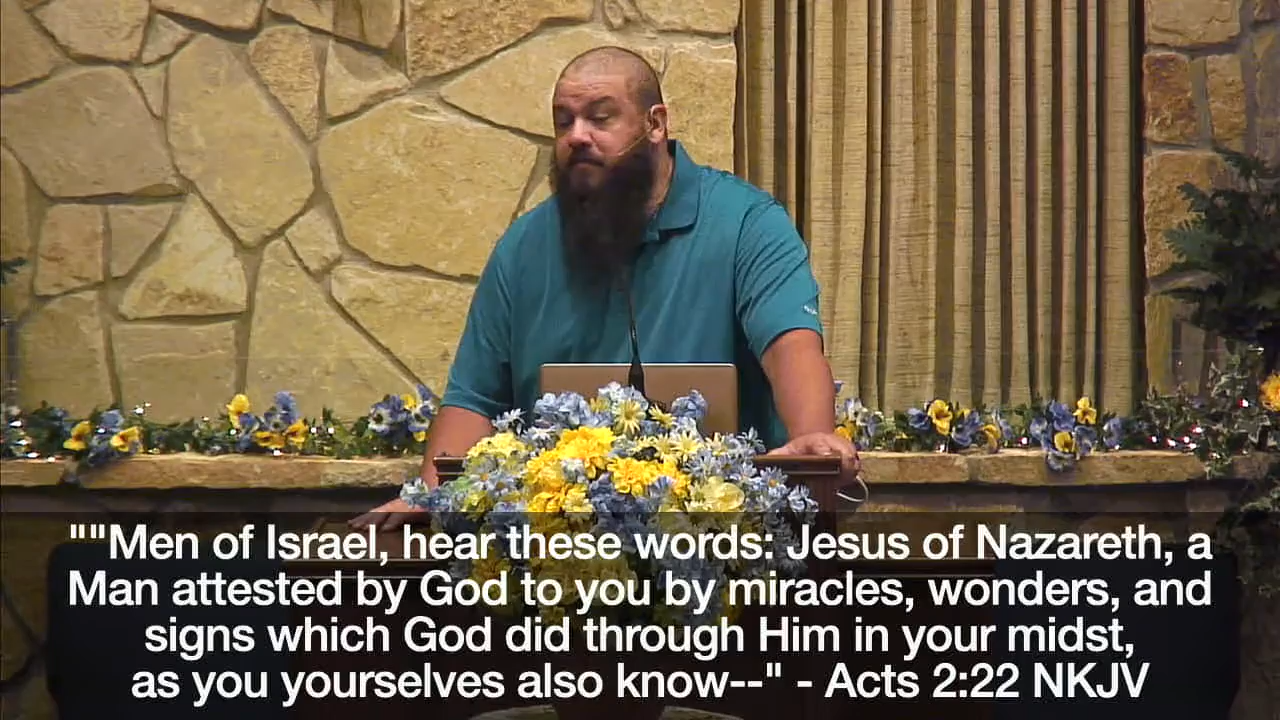 ""Men of Israel, hear these words: Jesus of Nazareth, a
Man attested by God to you by miracles, wonders, and
signs which God did through Him in your midst,
as you yourselves also know--" - Acts 2:22 NKJV